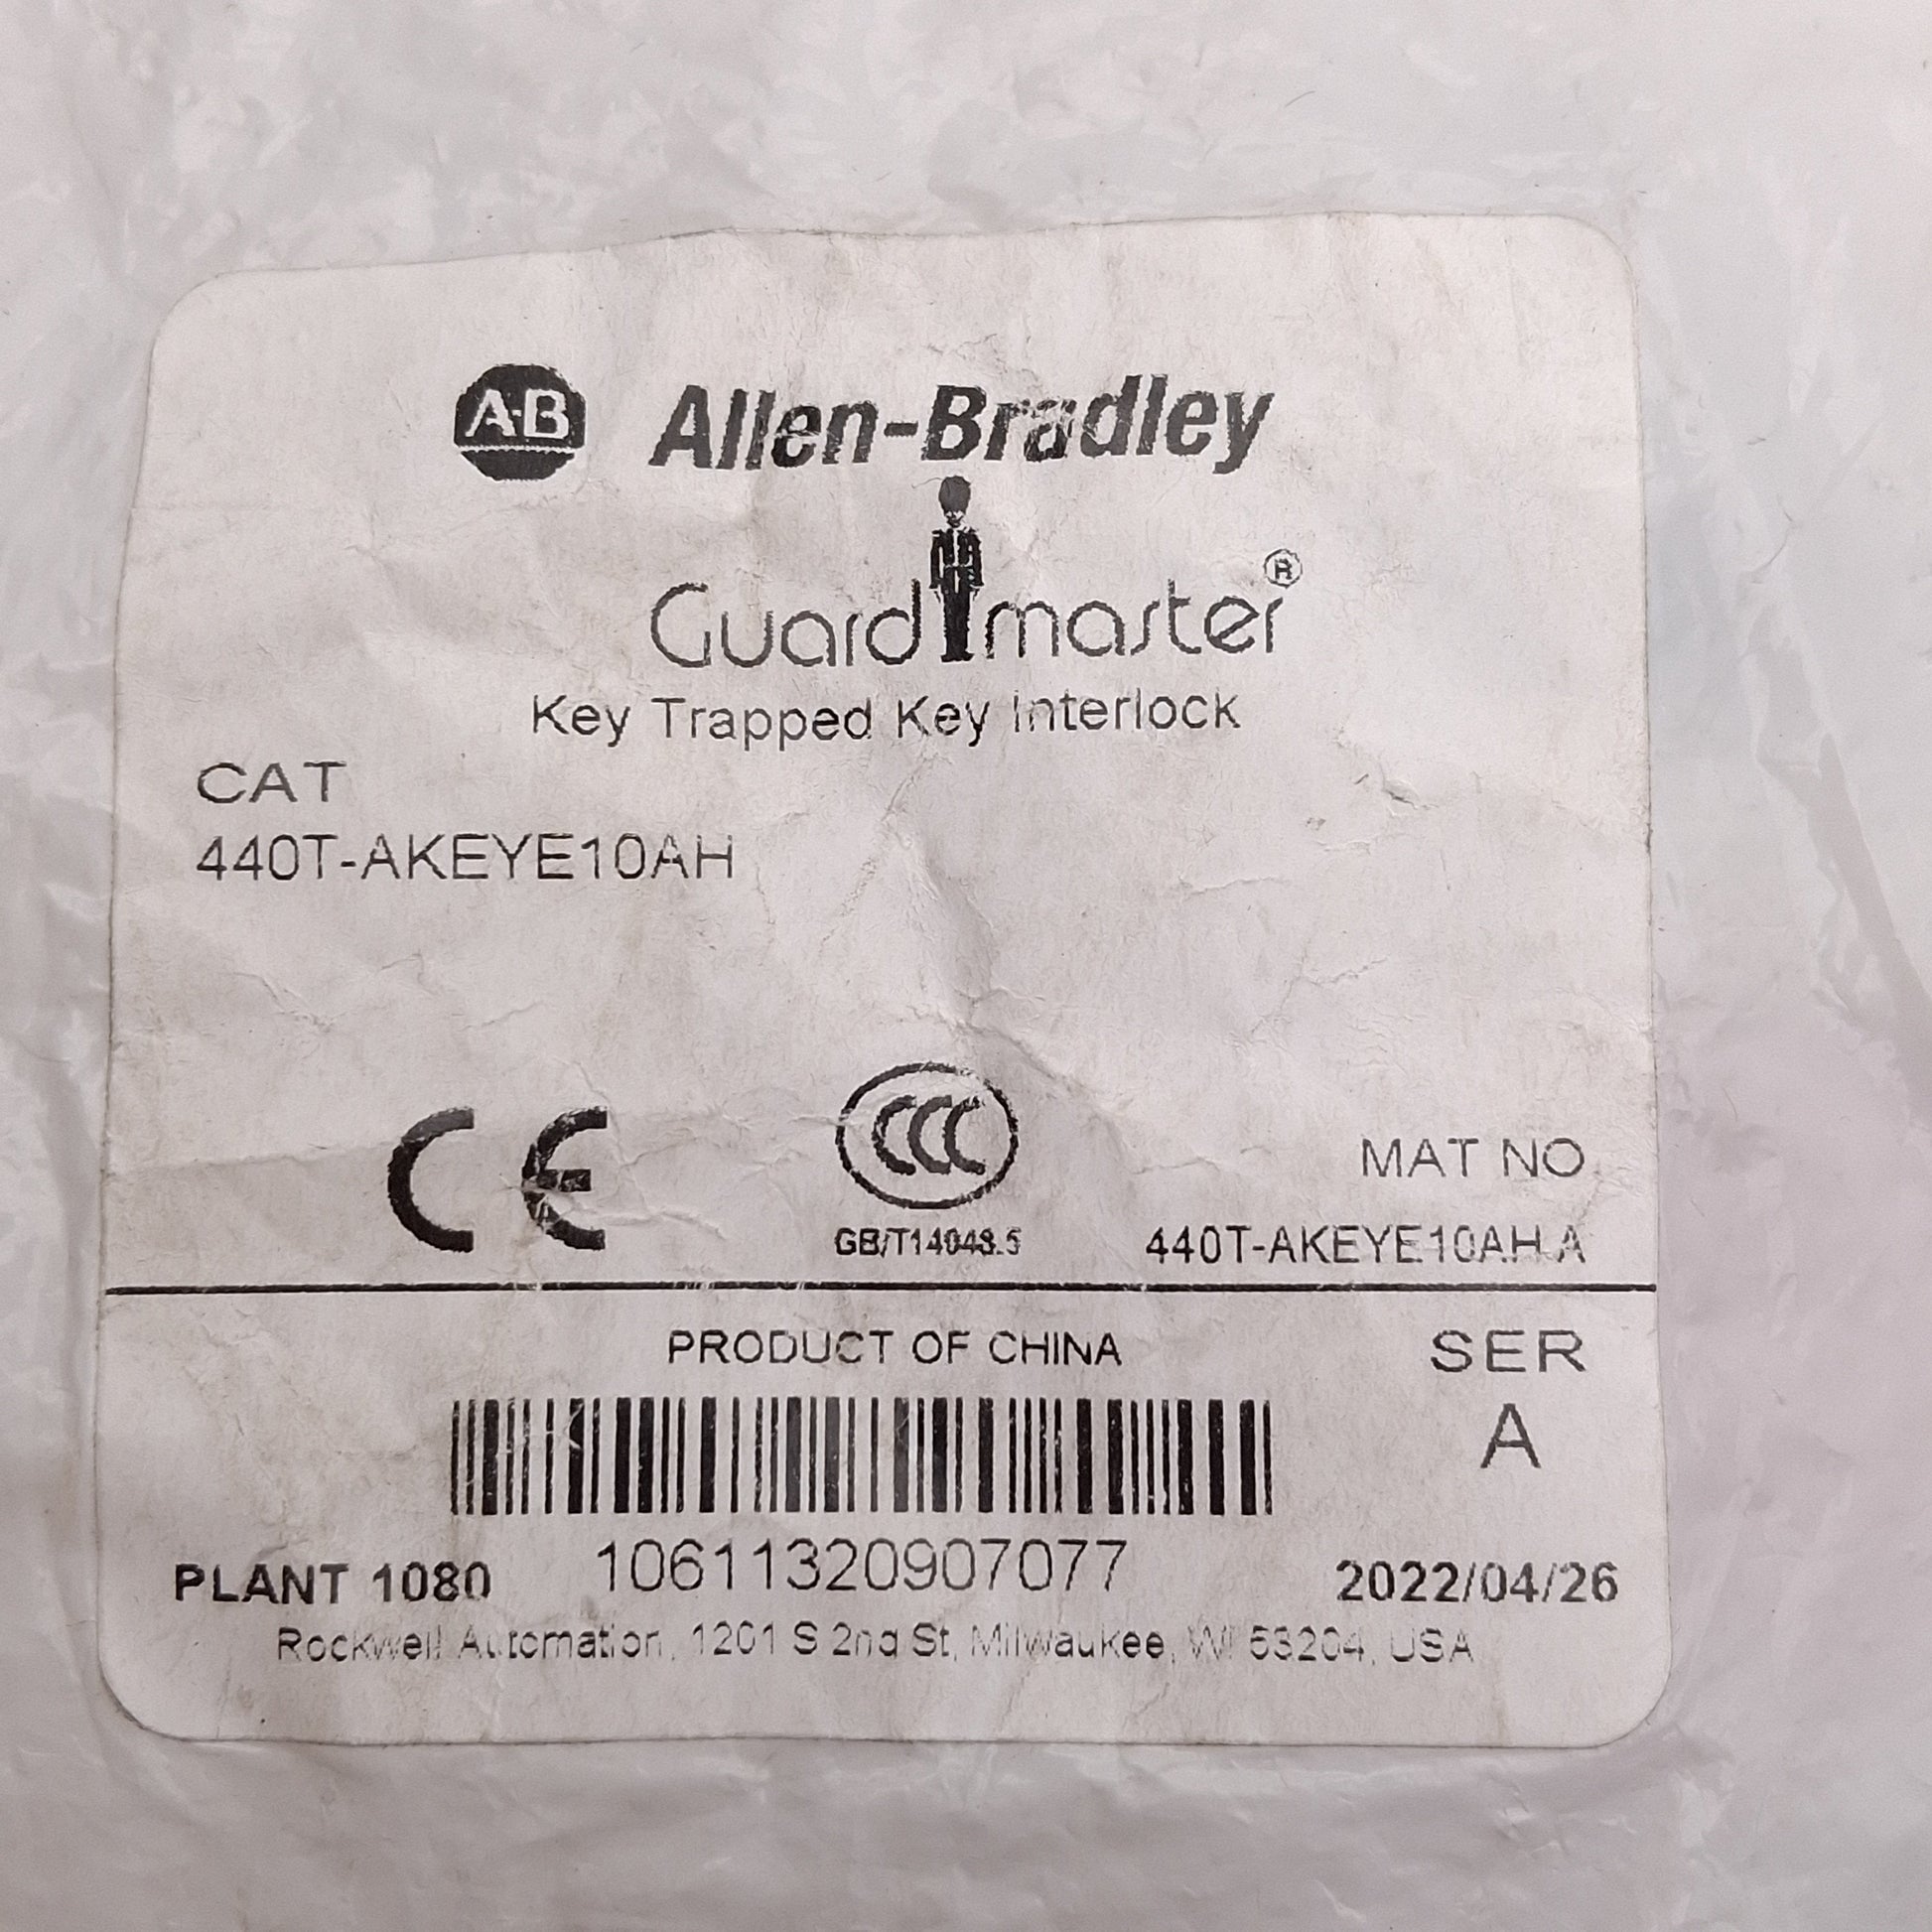 A-B Allen-Bradley
Guardmaster®
Key Trapped Key Interlock
CAT
440T-AKEYE10AH
CE
CCC
GB/T14048.5
MAT NO
440T-AKEYE10AH.A
PRODUCT OF CHINA
SER
A
10611320907077
PLANT 1080
2022/04/26
Rockwell Automation, 1201 S 2nd St, Milwaukee, WI 53204, USA